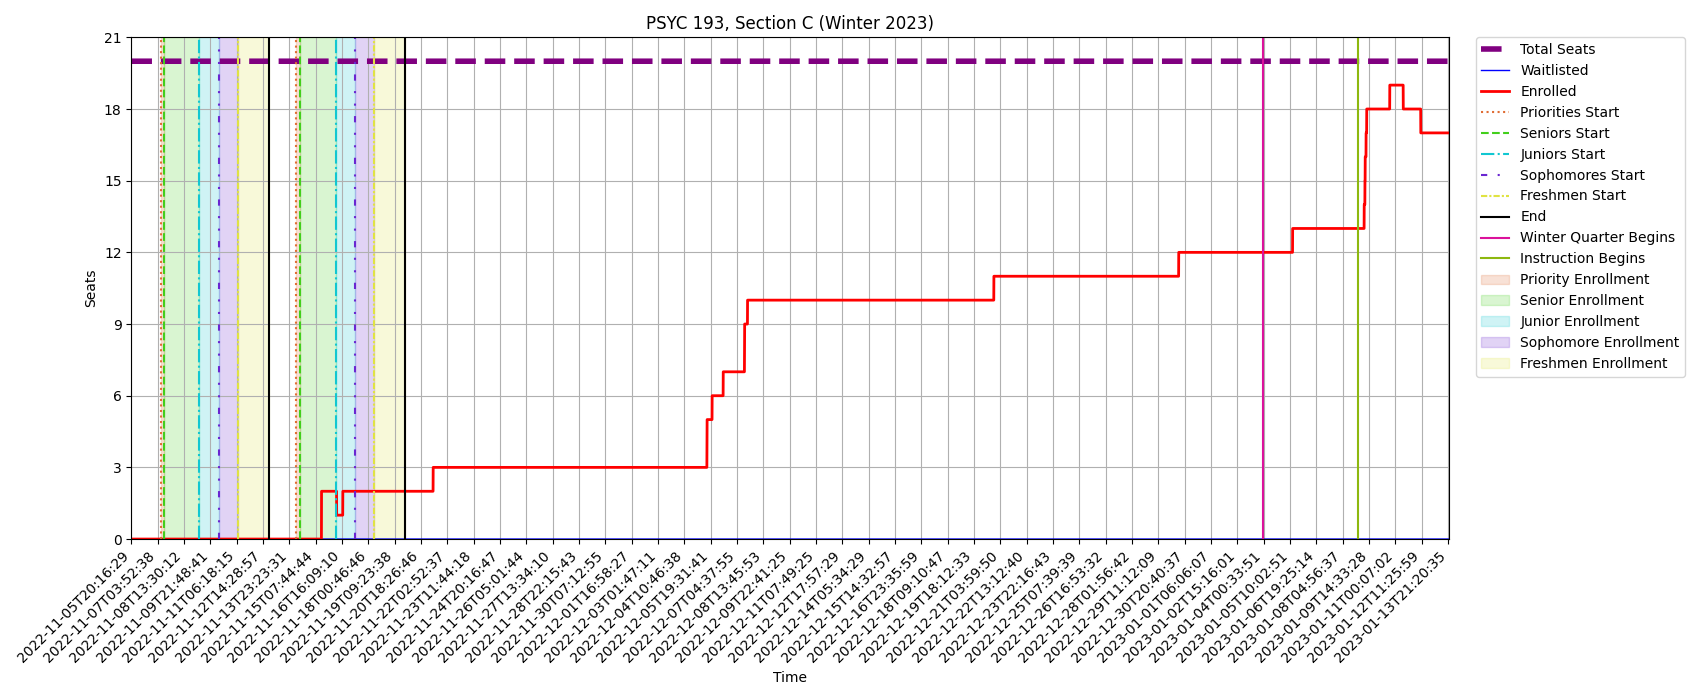 PSYC 193, Section C (Winter 2023)
21
18
15
12
9
6
3
0
Seats
2022-11-05T20:16:29
2022-11-07T03:52:38
2022-11-08T13:30:12
2022-11-09T21:48:41
2022-11-11T06:18:15
2022-11-12T14:28:57
2022-11-13T23:23:31
2022-11-15T07:44:44
2022-11-16T16:09:10
2022-11-18T00:46:46
2022-11-19T09:23:38
2022-11-20T18:26:46
2022-11-22T02:52:37
2022-11-23T11:44:18
2022-11-24T20:16:47
2022-11-26T05:01:44
2022-11-27T13:34:10
2022-11-28T22:15:43
2022-11-30T07:12:55
2022-12-01T16:58:27
2022-12-03T01:47:11
2022-12-04T10:46:38
2022-12-05T19:31:41
2022-12-07T04:37:55
2022-12-08T13:45:53
2022-12-09T22:41:25
2022-12-11T07:49:25
2022-12-12T17:57:29
2022-12-14T05:34:29
2022-12-15T14:32:57
2022-12-16T23:35:59
2022-12-18T09:10:47
2022-12-19T18:12:33
2022-12-21T03:59:50
2022-12-22T13:12:40
2022-12-23T22:16:43
2022-12-25T07:39:39
2022-12-26T16:53:32
2022-12-28T01:56:42
2022-12-29T11:12:09
2022-12-30T20:40:37
2023-01-01T06:06:07
2023-01-02T15:16:01
2023-01-04T00:33:51
2023-01-05T10:02:51
2023-01-06T19:25:14
2023-01-08T04:56:37
2023-01-09T14:33:28
2023-01-11T00:07:02
2023-01-12T11:25:59
2023-01-13T21:20:35
Time
Total Seats
Waitlisted
Enrolled
Priorities Start
Seniors Start
Juniors Start
Sophomores Start
Freshmen Start
End
Winter Quarter Begins
Instruction Begins
Priority Enrollment
Senior Enrollment
Junior Enrollment
Sophomore Enrollment
Freshmen Enrollment